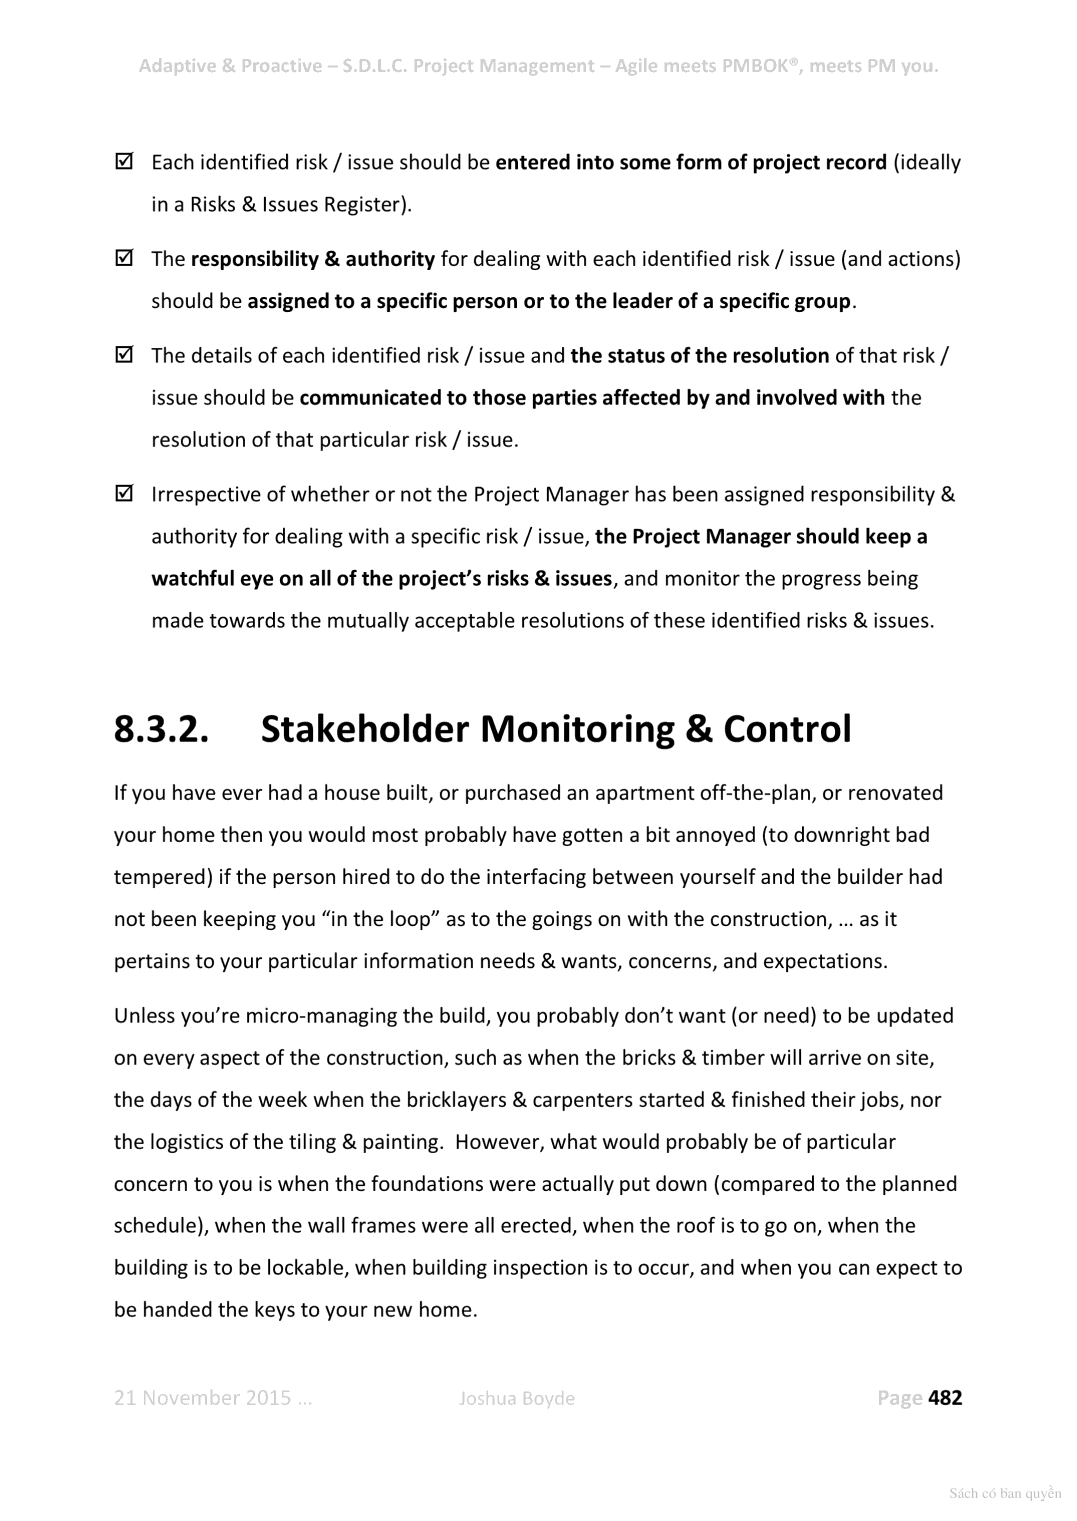 Adaptive & Proactive – S.D.L.C. Project Management – Agile meets PMBOK®, meets PM you.
☑ Each identified risk / issue should be entered into some form of project record (ideally
in a Risks & Issues Register).
☑ The responsibility & authority for dealing with each identified risk / issue (and actions)
should be assigned to a specific person or to the leader of a specific group.
☑ The details of each identified risk / issue and the status of the resolution of that risk /
issue should be communicated to those parties affected by and involved with the
resolution of that particular risk / issue.
☑ Irrespective of whether or not the Project Manager has been assigned responsibility &
authority for dealing with a specific risk / issue, the Project Manager should keep a
watchful eye on all of the project’s risks & issues, and monitor the progress being
made towards the mutually acceptable resolutions of these identified risks & issues.
8.3.2. Stakeholder Monitoring & Control
If you have ever had a house built, or purchased an apartment off-the-plan, or renovated
your home then you would most probably have gotten a bit annoyed (to downright bad
tempered) if the person hired to do the interfacing between yourself and the builder had
not been keeping you “in the loop” as to the goings on with the construction, … as it
pertains to your particular information needs & wants, concerns, and expectations.
Unless you’re micro-managing the build, you probably don’t want (or need) to be updated
on every aspect of the construction, such as when the bricks & timber will arrive on site,
the days of the week when the bricklayers & carpenters started & finished their jobs, nor
the logistics of the tiling & painting.  However, what would probably be of particular
concern to you is when the foundations were actually put down (compared to the planned
schedule), when the wall frames were all erected, when the roof is to go on, when the
building is to be lockable, when building inspection is to occur, and when you can expect to
be handed the keys to your new home.
21 November 2015 … Joshua Boyde Page 482
Sách có bản quyền